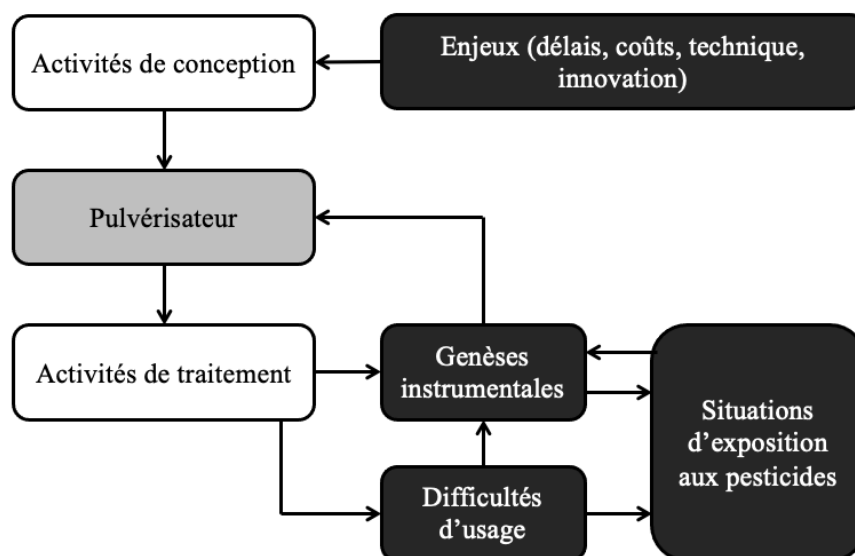 Activités de conception
Enjeux (délais, coûts, technique,
innovation)
Pulvérisateur
Activités de traitement
Genèses
instrumentales
Situations
d’exposition
aux pesticides
Difficultés
d’usage